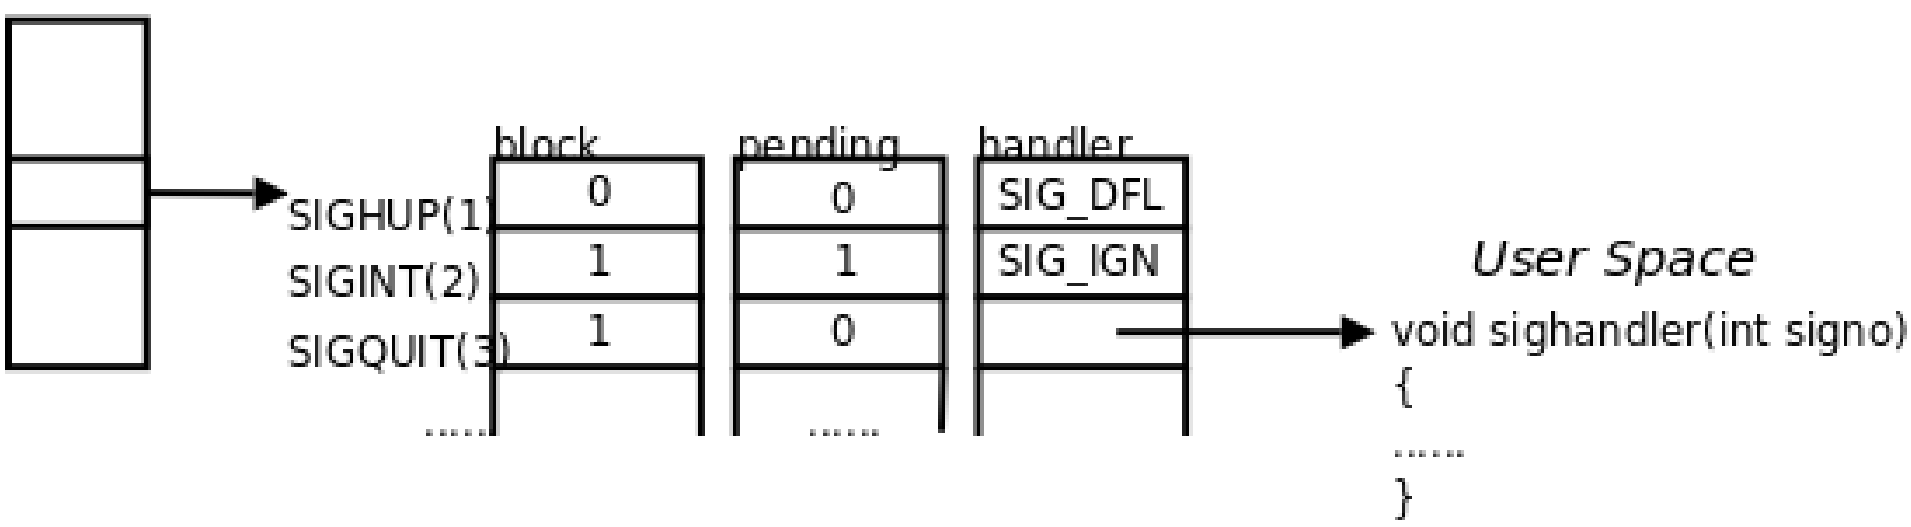 block pending handler
SIGHUP(1) 0 0 SIG_DFL
SIGINT(2) 1 1 SIG_IGN
User Space
SIGQUIT(3) 1 0 void sighandler(int signo)
{
...... ...... ......
}